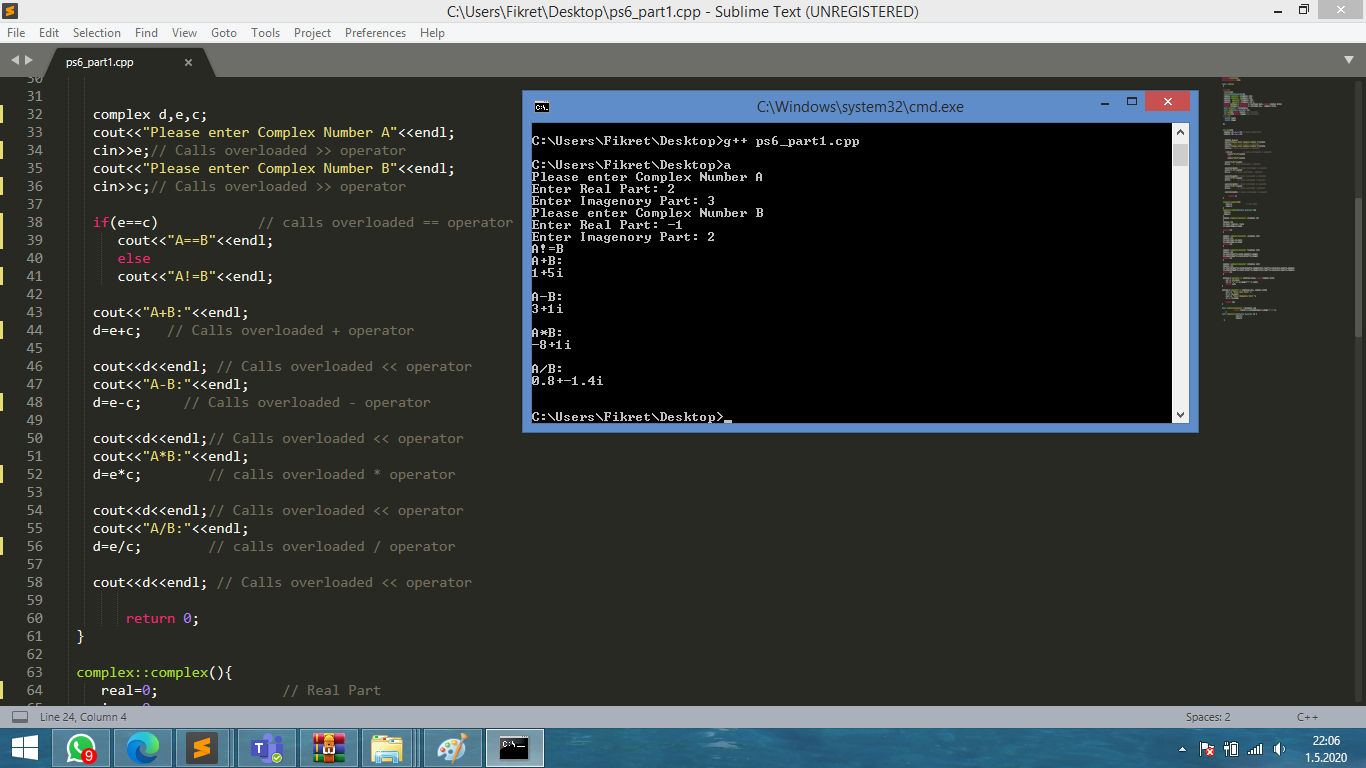 C:\Users\Fikret\Desktop\ps6_part1.cpp - Sublime Text (UNREGISTERED)
File Edit Selection Find View Goto Tools Project Preferences Help
ps6_part1.cpp
30
31
32 complex d,e,c;
33 cout<<"Please enter Complex Number A"<<endl;
34 cin>>e;// Calls overloaded >> operator
35 cout<<"Please enter Complex Number B"<<endl;
36 cin>>c;// Calls overloaded >> operator
37
38 if(e==c) // calls overloaded == operator
39 cout<<"A==B"<<endl;
40 else
41 cout<<"A!=B"<<endl;
42
43 cout<<"A+B:"<<endl;
44 d=e+c; // Calls overloaded + operator
45
46 cout<<d<<endl; // Calls overloaded << operator
47 cout<<"A-B:"<<endl;
48 d=e-c; // Calls overloaded - operator
49
50 cout<<d<<endl;// Calls overloaded << operator
51 cout<<"A*B:"<<endl;
52 d=e*c; // calls overloaded * operator
53
54 cout<<d<<endl;// Calls overloaded << operator
55 cout<<"A/B:"<<endl;
56 d=e/c; // calls overloaded / operator
57
58 cout<<d<<endl; // Calls overloaded << operator
59
60 return 0;
61 }
62
63 complex::complex(){
64 real=0; // Real Part
C:\Windows\system32\cmd.exe
C:\Users\Fikret\Desktop>g++ ps6_part1.cpp
C:\Users\Fikret\Desktop>a
Please enter Complex Number A
Enter Real Part: 2
Enter Imagenory Part: 3
Please enter Complex Number B
Enter Real Part: -1
Enter Imagenory Part: 2
A!=B
A+B:
1+5i
A-B:
3+1i
A*B:
-8+1i
A/B:
0.8+-1.4i
C:\Users\Fikret\Desktop>_
Line 24, Column 4
Spaces: 2
C++
9
22:06
1.5.2020